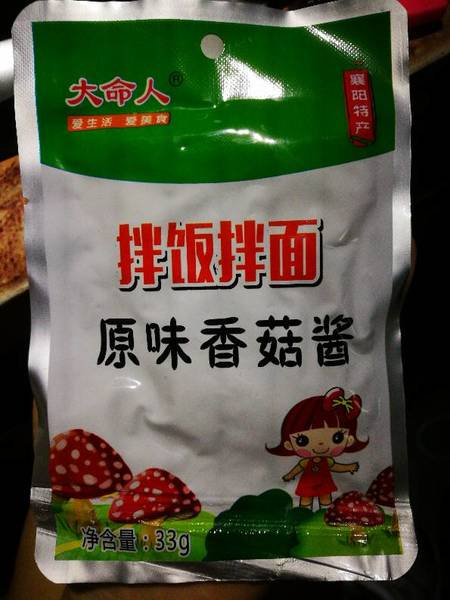 大命人®
爱生活 爱美食
襄阳特产
拌饭拌面
原味香菇酱
净含量：33g